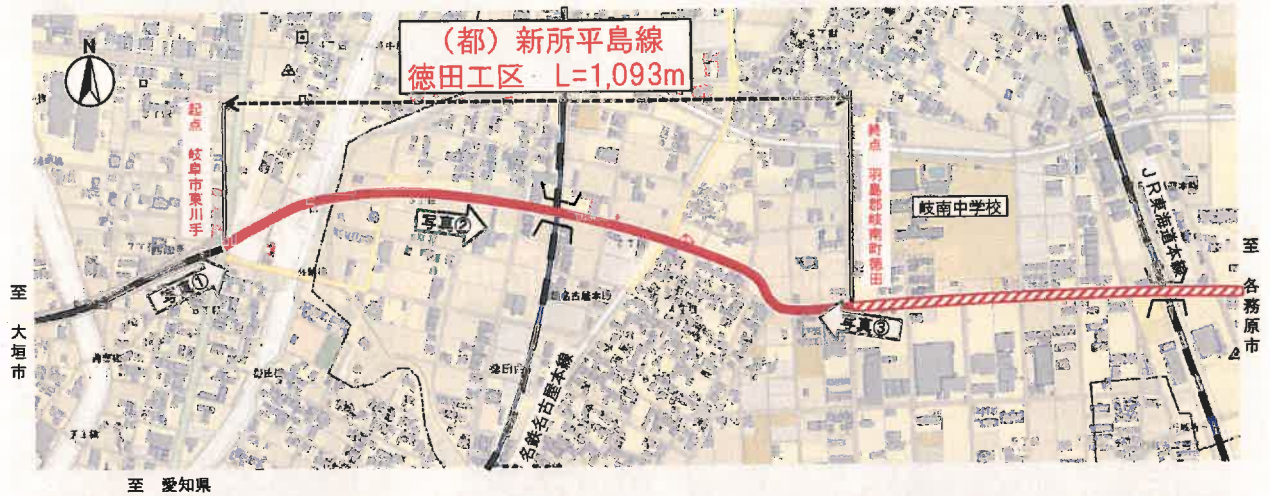 （都）新所平島線
徳田工区 L=1,093m
N
起点 岐阜市東川手
終点 羽島郡岐南町徳田
岐南中学校
JR東海道本線
写真①
写真②
写真③
名鉄名古屋本線
至 大垣市
至 各務原市
至 愛知県